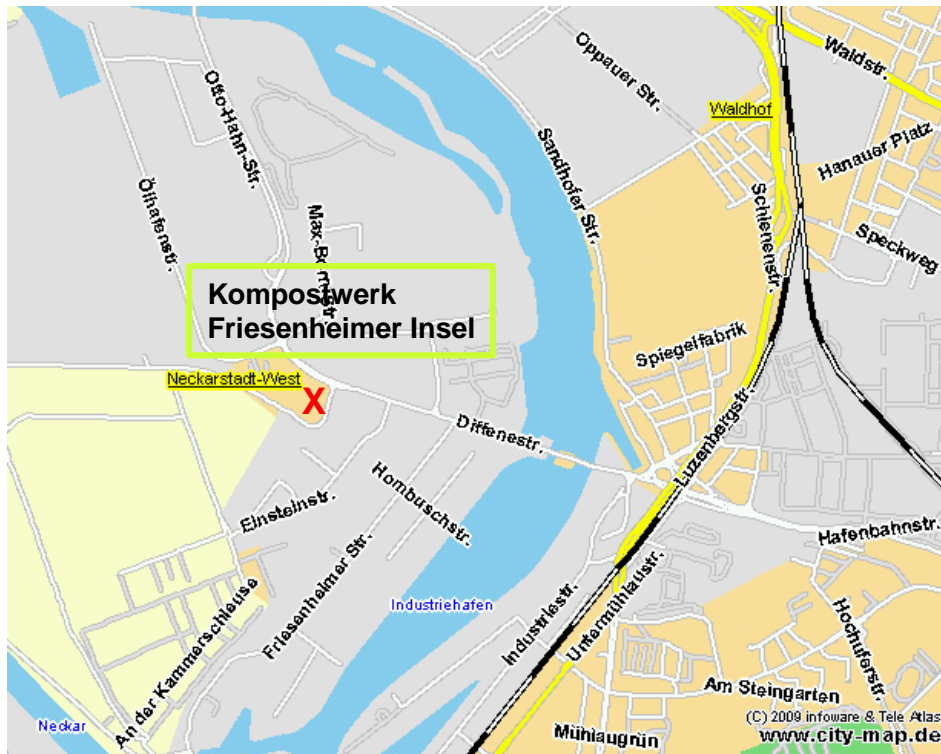 Oppauer Str.
Waldstr.
Otto-Hahn-Str.
Waldhof
Hanauer Platz
Sandhofer Str.
Ölhafenstr.
Schienenstr.
Speckweg
Kompostwerk
Friesenheimer Insel
Spiegelfabrik
Neckarstadt-West
X
Diffenestr.
Luzenbergstr.
Einsteinstr.
Hombuschstr.
Hafenbahnstr.
Friesenheimer Str.
Industriehafen
Industriestr.
Untermühlaustr.
An der Kammerschleuse
Hochuferstr.
Am Steingarten
Neckar
Mühlaugrün
(C) 2009 infoware & Tele Atlas
www.city-map.de